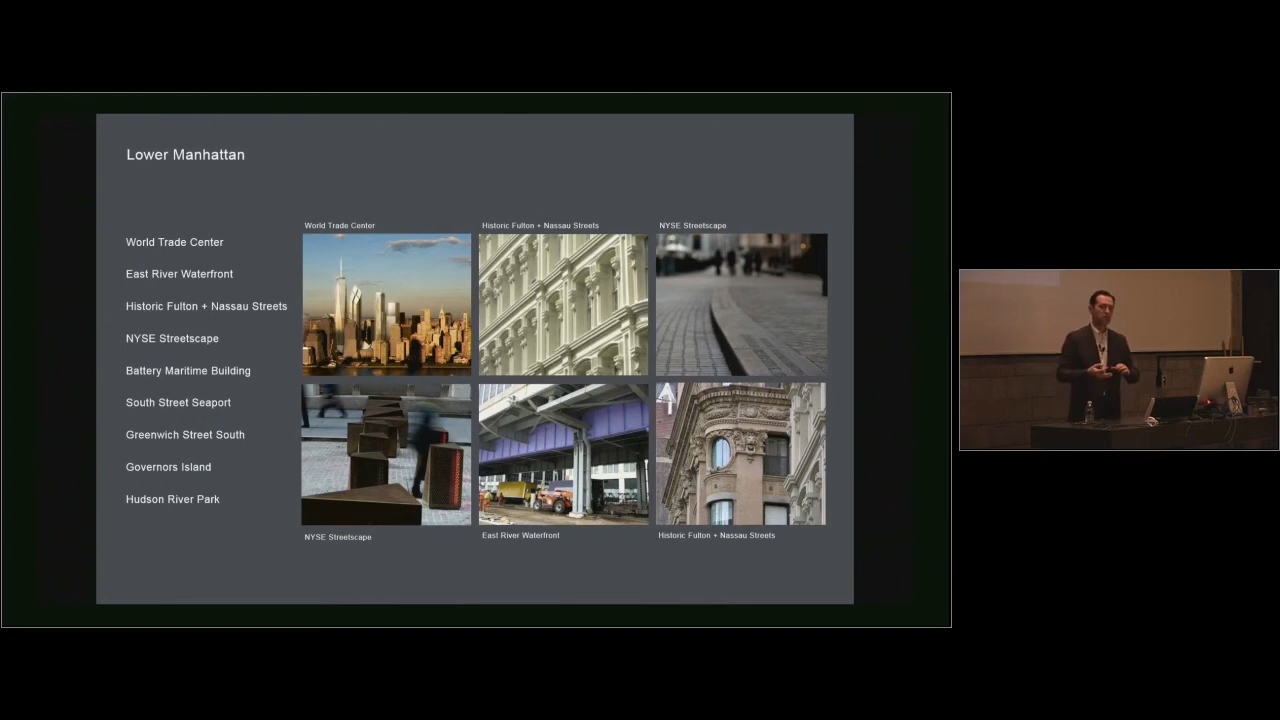 Lower Manhattan
World Trade Center
East River Waterfront
Historic Fulton + Nassau Streets
NYSE Streetscape
Battery Maritime Building
South Street Seaport
Greenwich Street South
Governors Island
Hudson River Park
World Trade Center
Historic Fulton + Nassau Streets
NYSE Streetscape
NYSE Streetscape
East River Waterfront
Historic Fulton + Nassau Streets